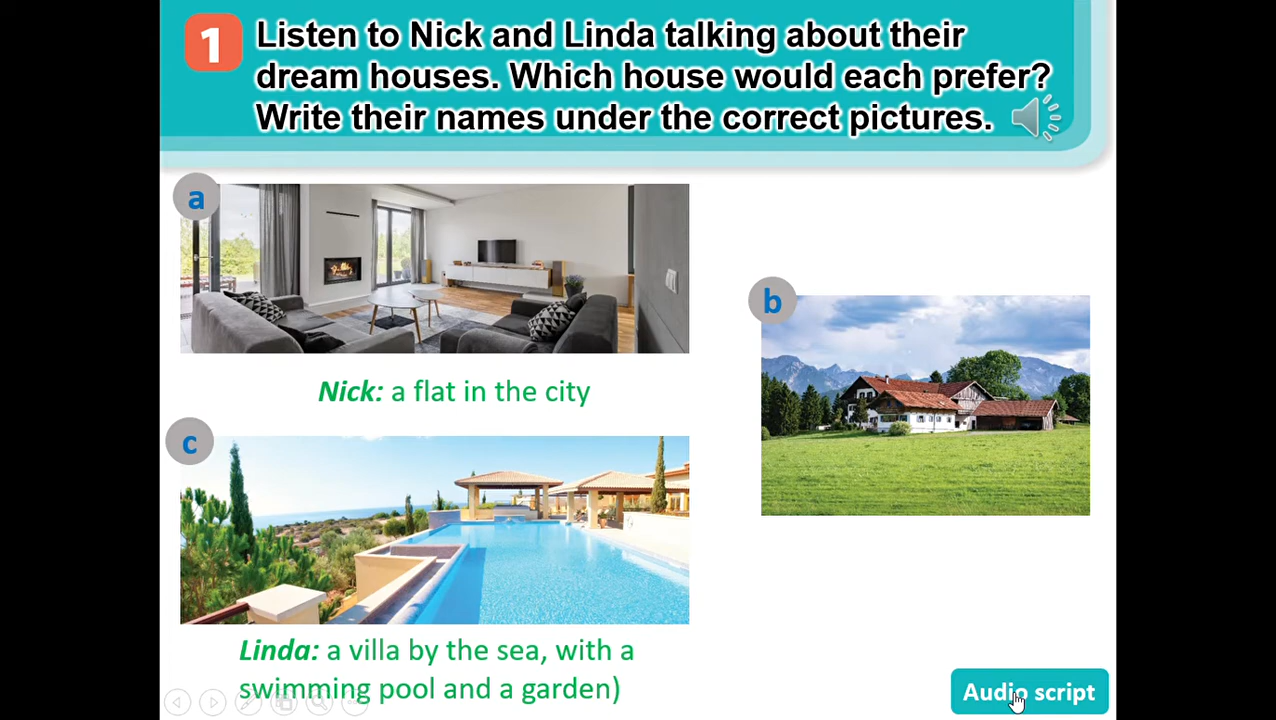 1
Listen to Nick and Linda talking about their
dream houses. Which house would each prefer?
Write their names under the correct pictures.
a
Nick: a flat in the city
b
c
Linda: a villa by the sea, with a
swimming pool and a garden)
Audio script